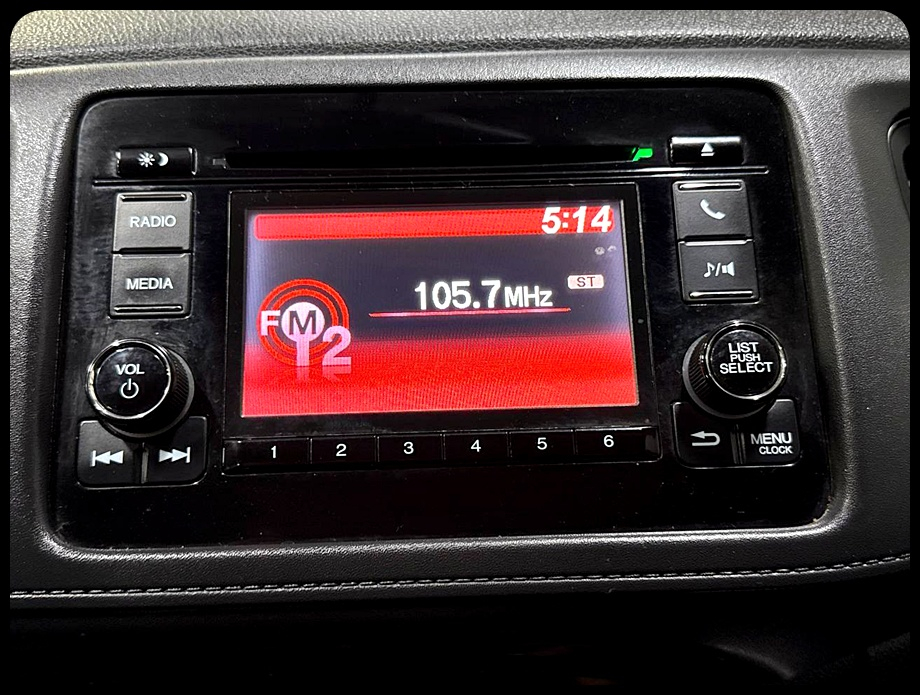 RADIO
MEDIA
5:14
105.7MHz
ST
FM2
VOL
LIST
PUSH
SELECT
1 2 3 4 5 6
MENU
CLOCK